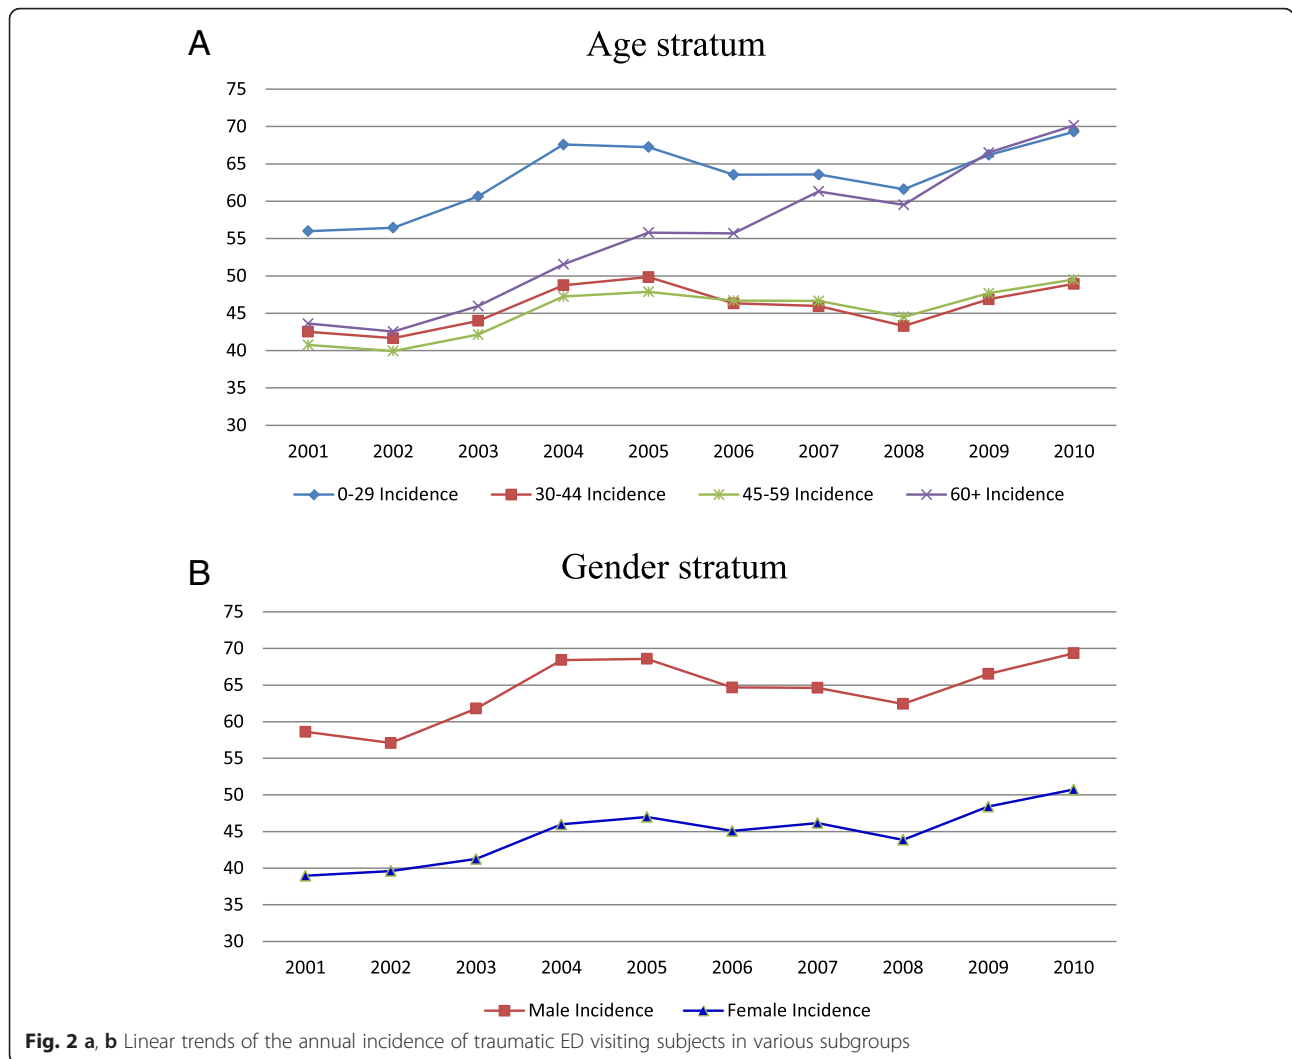 A
Age stratum
75
70
65
60
55
50
45
40
35
30
2001 2002 2003 2004 2005 2006 2007 2008 2009 2010
0-29 Incidence 30-44 Incidence 45-59 Incidence 60+ Incidence
B
Gender stratum
75
70
65
60
55
50
45
40
35
30
2001 2002 2003 2004 2005 2006 2007 2008 2009 2010
Male Incidence Female Incidence
Fig. 2 a, b Linear trends of the annual incidence of traumatic ED visiting subjects in various subgroups